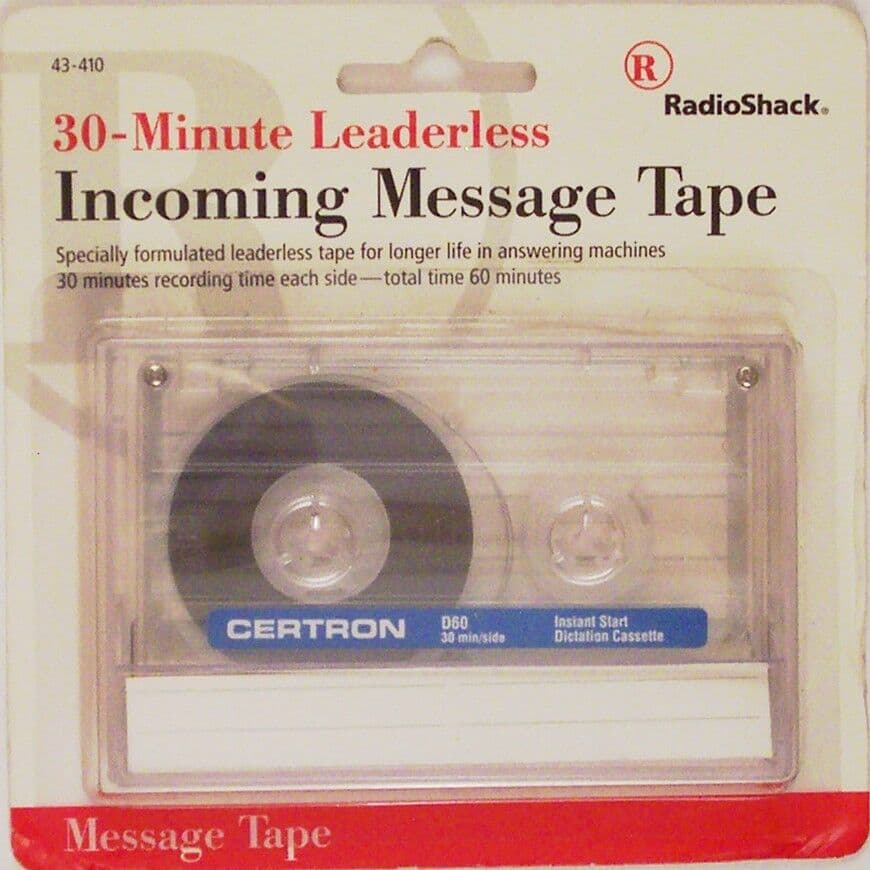 43-410
R
RadioShack®
30-Minute Leaderless
Incoming Message Tape
Specially formulated leaderless tape for longer life in answering machines
30 minutes recording time each side—total time 60 minutes
CERTRON
D60
30 min/side
Instant Start
Dictation Cassette
Message Tape